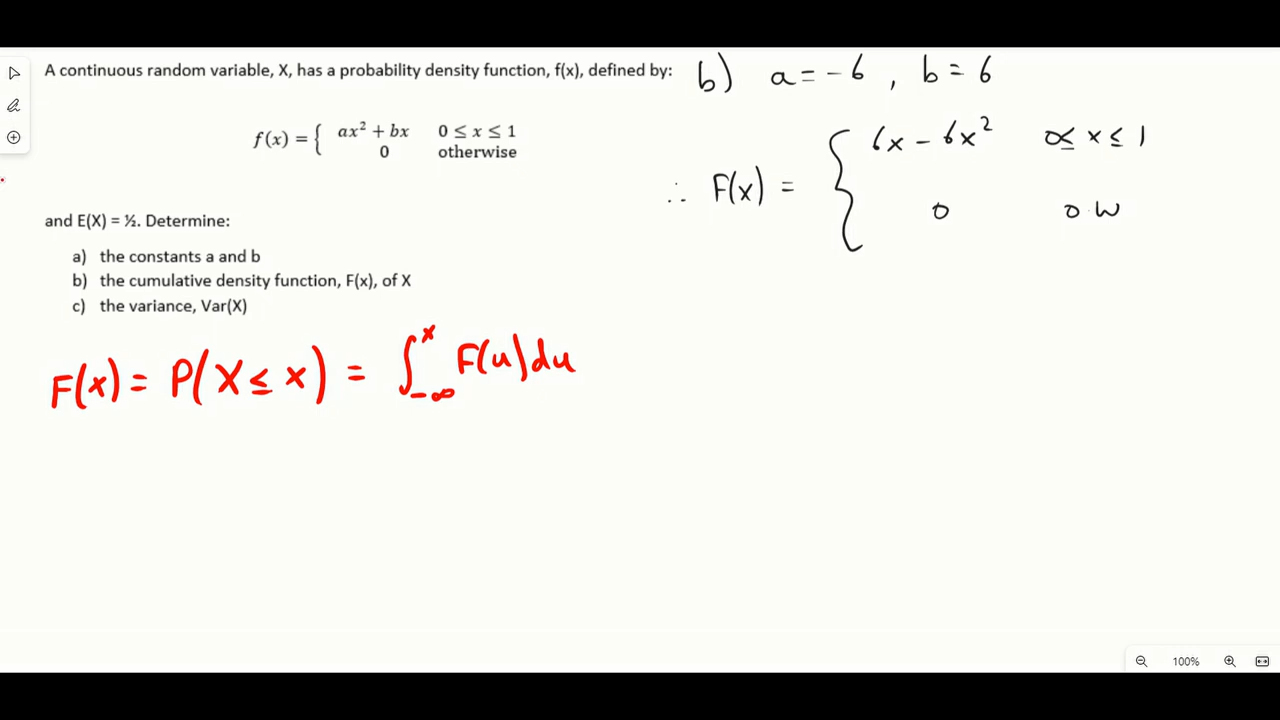 A continuous random variable, X, has a probability density function, f(x), defined by:
f(x) = { ax² + bx 0 ≤ x ≤ 1
0 otherwise
and E(X) = ½. Determine:
a) the constants a and b
b) the cumulative density function, F(x), of X
c) the variance, Var(X)
F(x) = P(X ≤ x) = ∫_{-∞}^{x} F(u) du
b) a = -6 , b = 6
∴ F(x) = { 6x - 6x² 0 ≤ x ≤ 1
0 o.w
100%